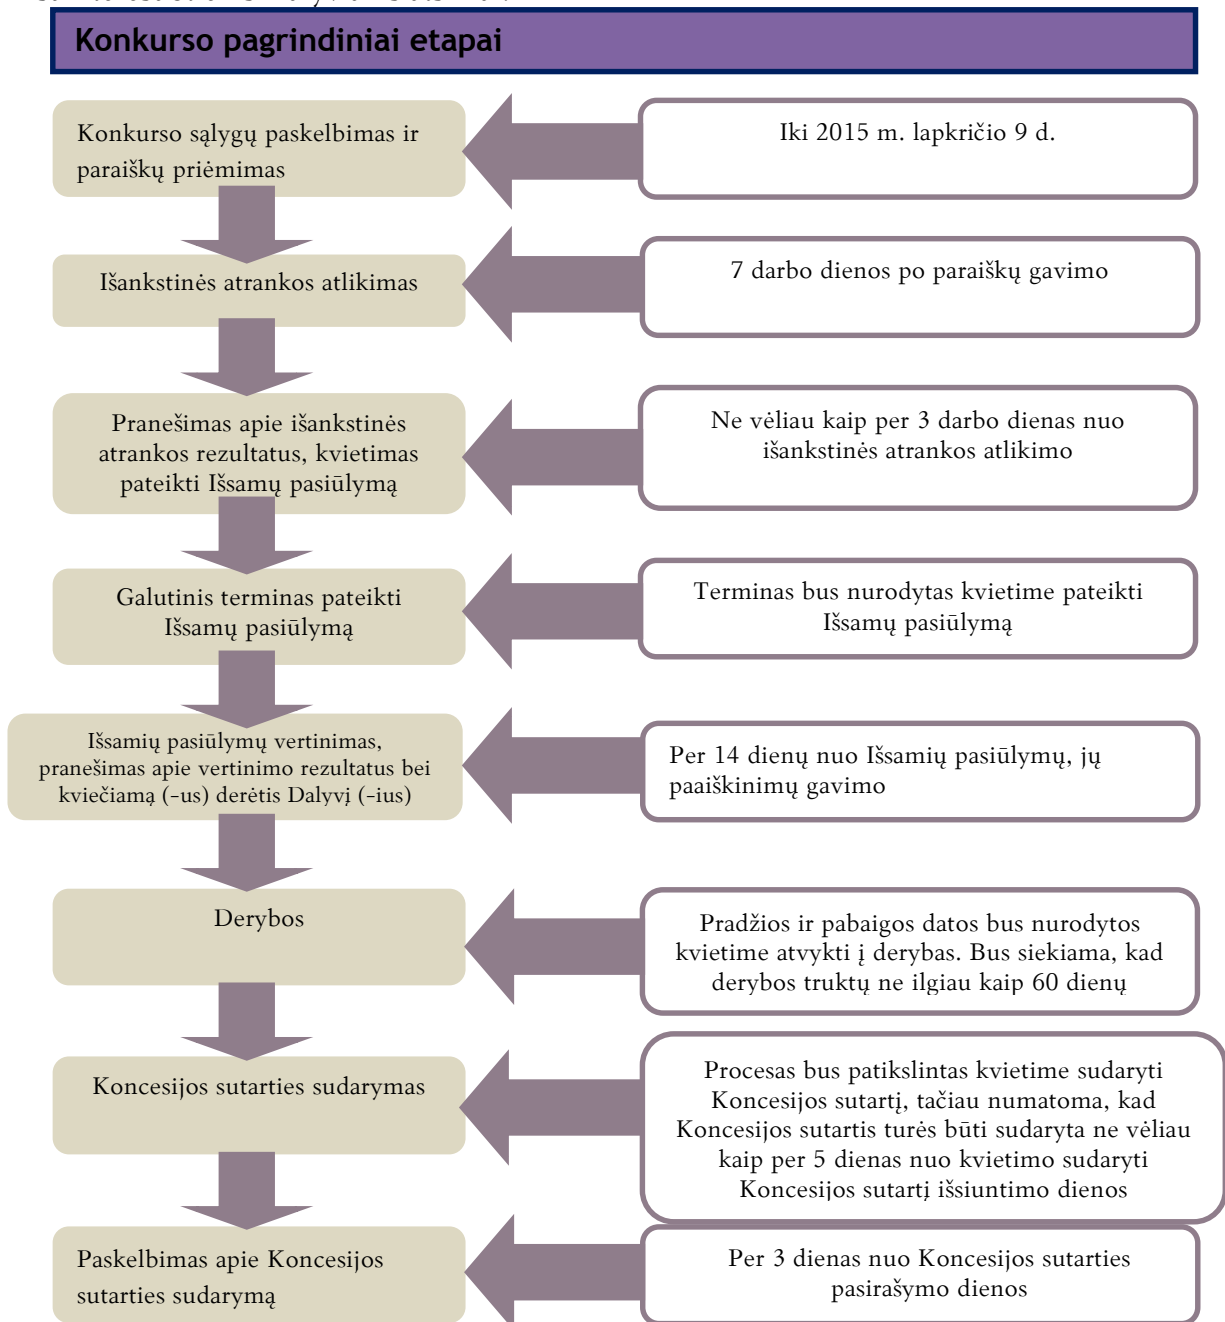 Konkurso pagrindiniai etapai
Konkurso sąlygų paskelbimas ir
paraiškų priėmimas
Iki 2015 m. lapkričio 9 d.
Išankstinės atrankos atlikimas
7 darbo dienos po paraiškų gavimo
Pranešimas apie išankstinės
atrankos rezultatus, kvietimas
pateikti Išsamų pasiūlymą
Ne vėliau kaip per 3 darbo dienas nuo
išankstinės atrankos atlikimo
Galutinis terminas pateikti
Išsamų pasiūlymą
Terminas bus nurodytas kvietime pateikti
Išsamų pasiūlymą
Išsamių pasiūlymų vertinimas,
pranešimas apie vertinimo rezultatus bei
kviečiamą (-us) derėtis Dalyvį (-ius)
Per 14 dienų nuo Išsamių pasiūlymų, jų
paaiškinimų gavimo
Derybos
Pradžios ir pabaigos datos bus nurodytos
kvietime atvykti į derybas. Bus siekiama, kad
derybos truktų ne ilgiau kaip 60 dienų
Koncesijos sutarties sudarymas
Procesas bus patikslintas kvietime sudaryti
Koncesijos sutartį, tačiau numatoma, kad
Koncesijos sutartis turės būti sudaryta ne vėliau
kaip per 5 dienas nuo kvietimo sudaryti
Koncesijos sutartį išsiuntimo dienos
Paskelbimas apie Koncesijos
sutarties sudarymą
Per 3 dienas nuo Koncesijos sutarties
pasirašymo dienos